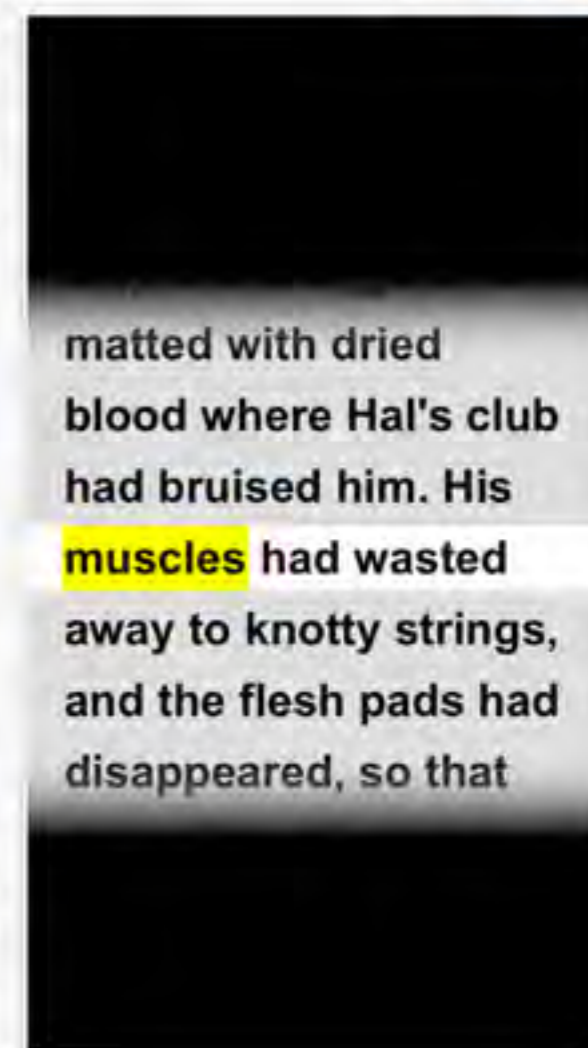 matted with dried
blood where Hal's club
had bruised him. His
muscles had wasted
away to knotty strings,
and the flesh pads had
disappeared, so that